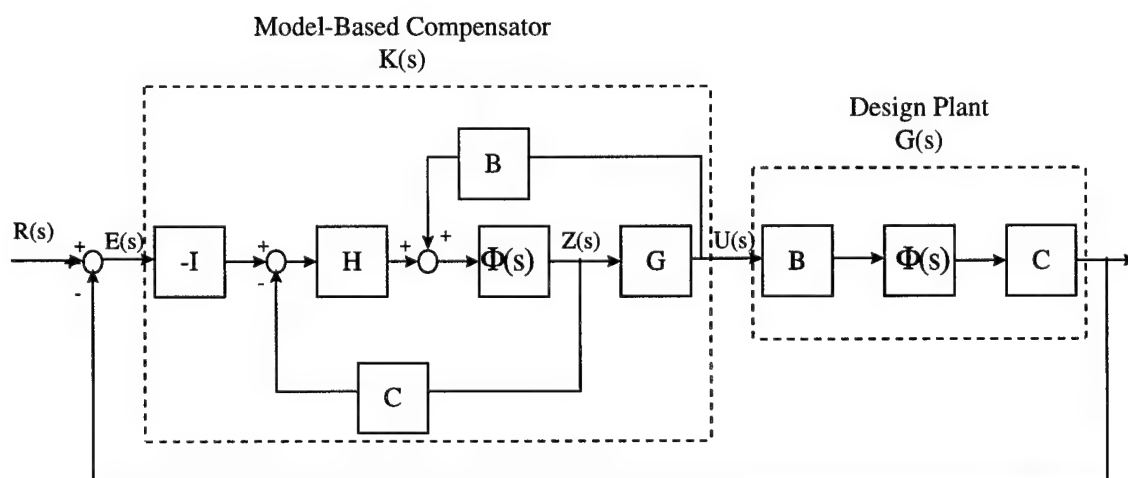 Model-Based Compensator
K(s)
Design Plant
G(s)
B
R(s)
+
-
E(s)
-I
+
-
H
+
+
Φ(s)
Z(s)
G
U(s)
B
Φ(s)
C
C